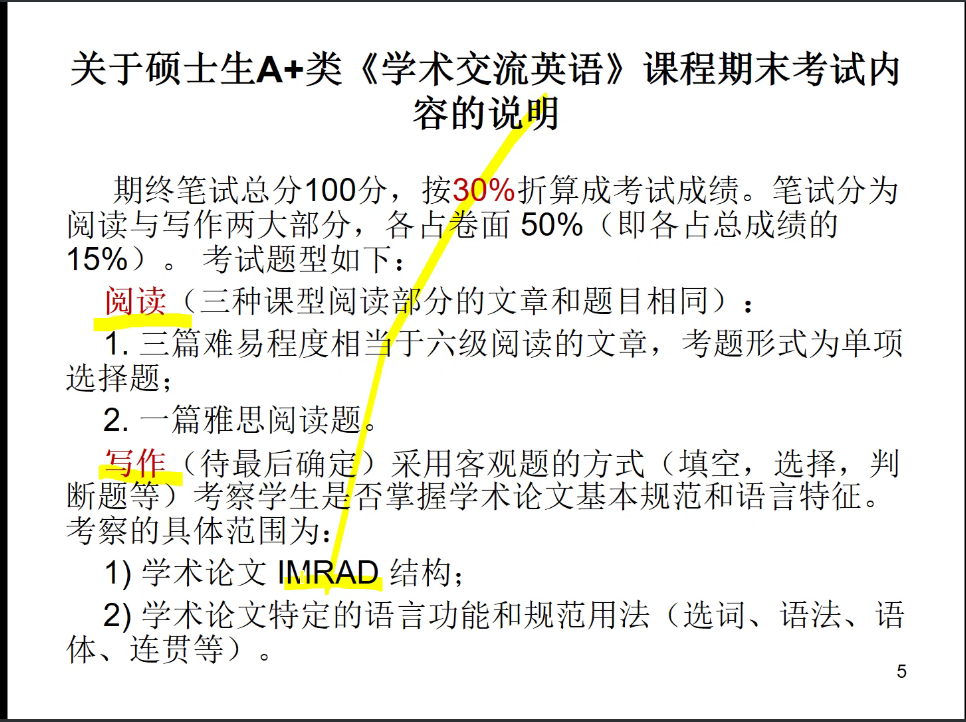 关于硕士生A+类《学术交流英语》课程期末考试内
容的说明
期终笔试总分100分，按30%折算成考试成绩。笔试分为
阅读与写作两大部分，各占卷面 50%（即各占总成绩的
15%）。 考试题型如下：
阅读（三种课型阅读部分的文章和题目相同）：
1. 三篇难易程度相当于六级阅读的文章，考题形式为单项
选择题；
2. 一篇雅思阅读题。
写作（待最后确定）采用客观题的方式（填空，选择，判
断题等）考察学生是否掌握学术论文基本规范和语言特征。
考察的具体范围为：
1) 学术论文 IMRAD 结构；
2) 学术论文特定的语言功能和规范用法（选词、语法、语
体、连贯等）。
5